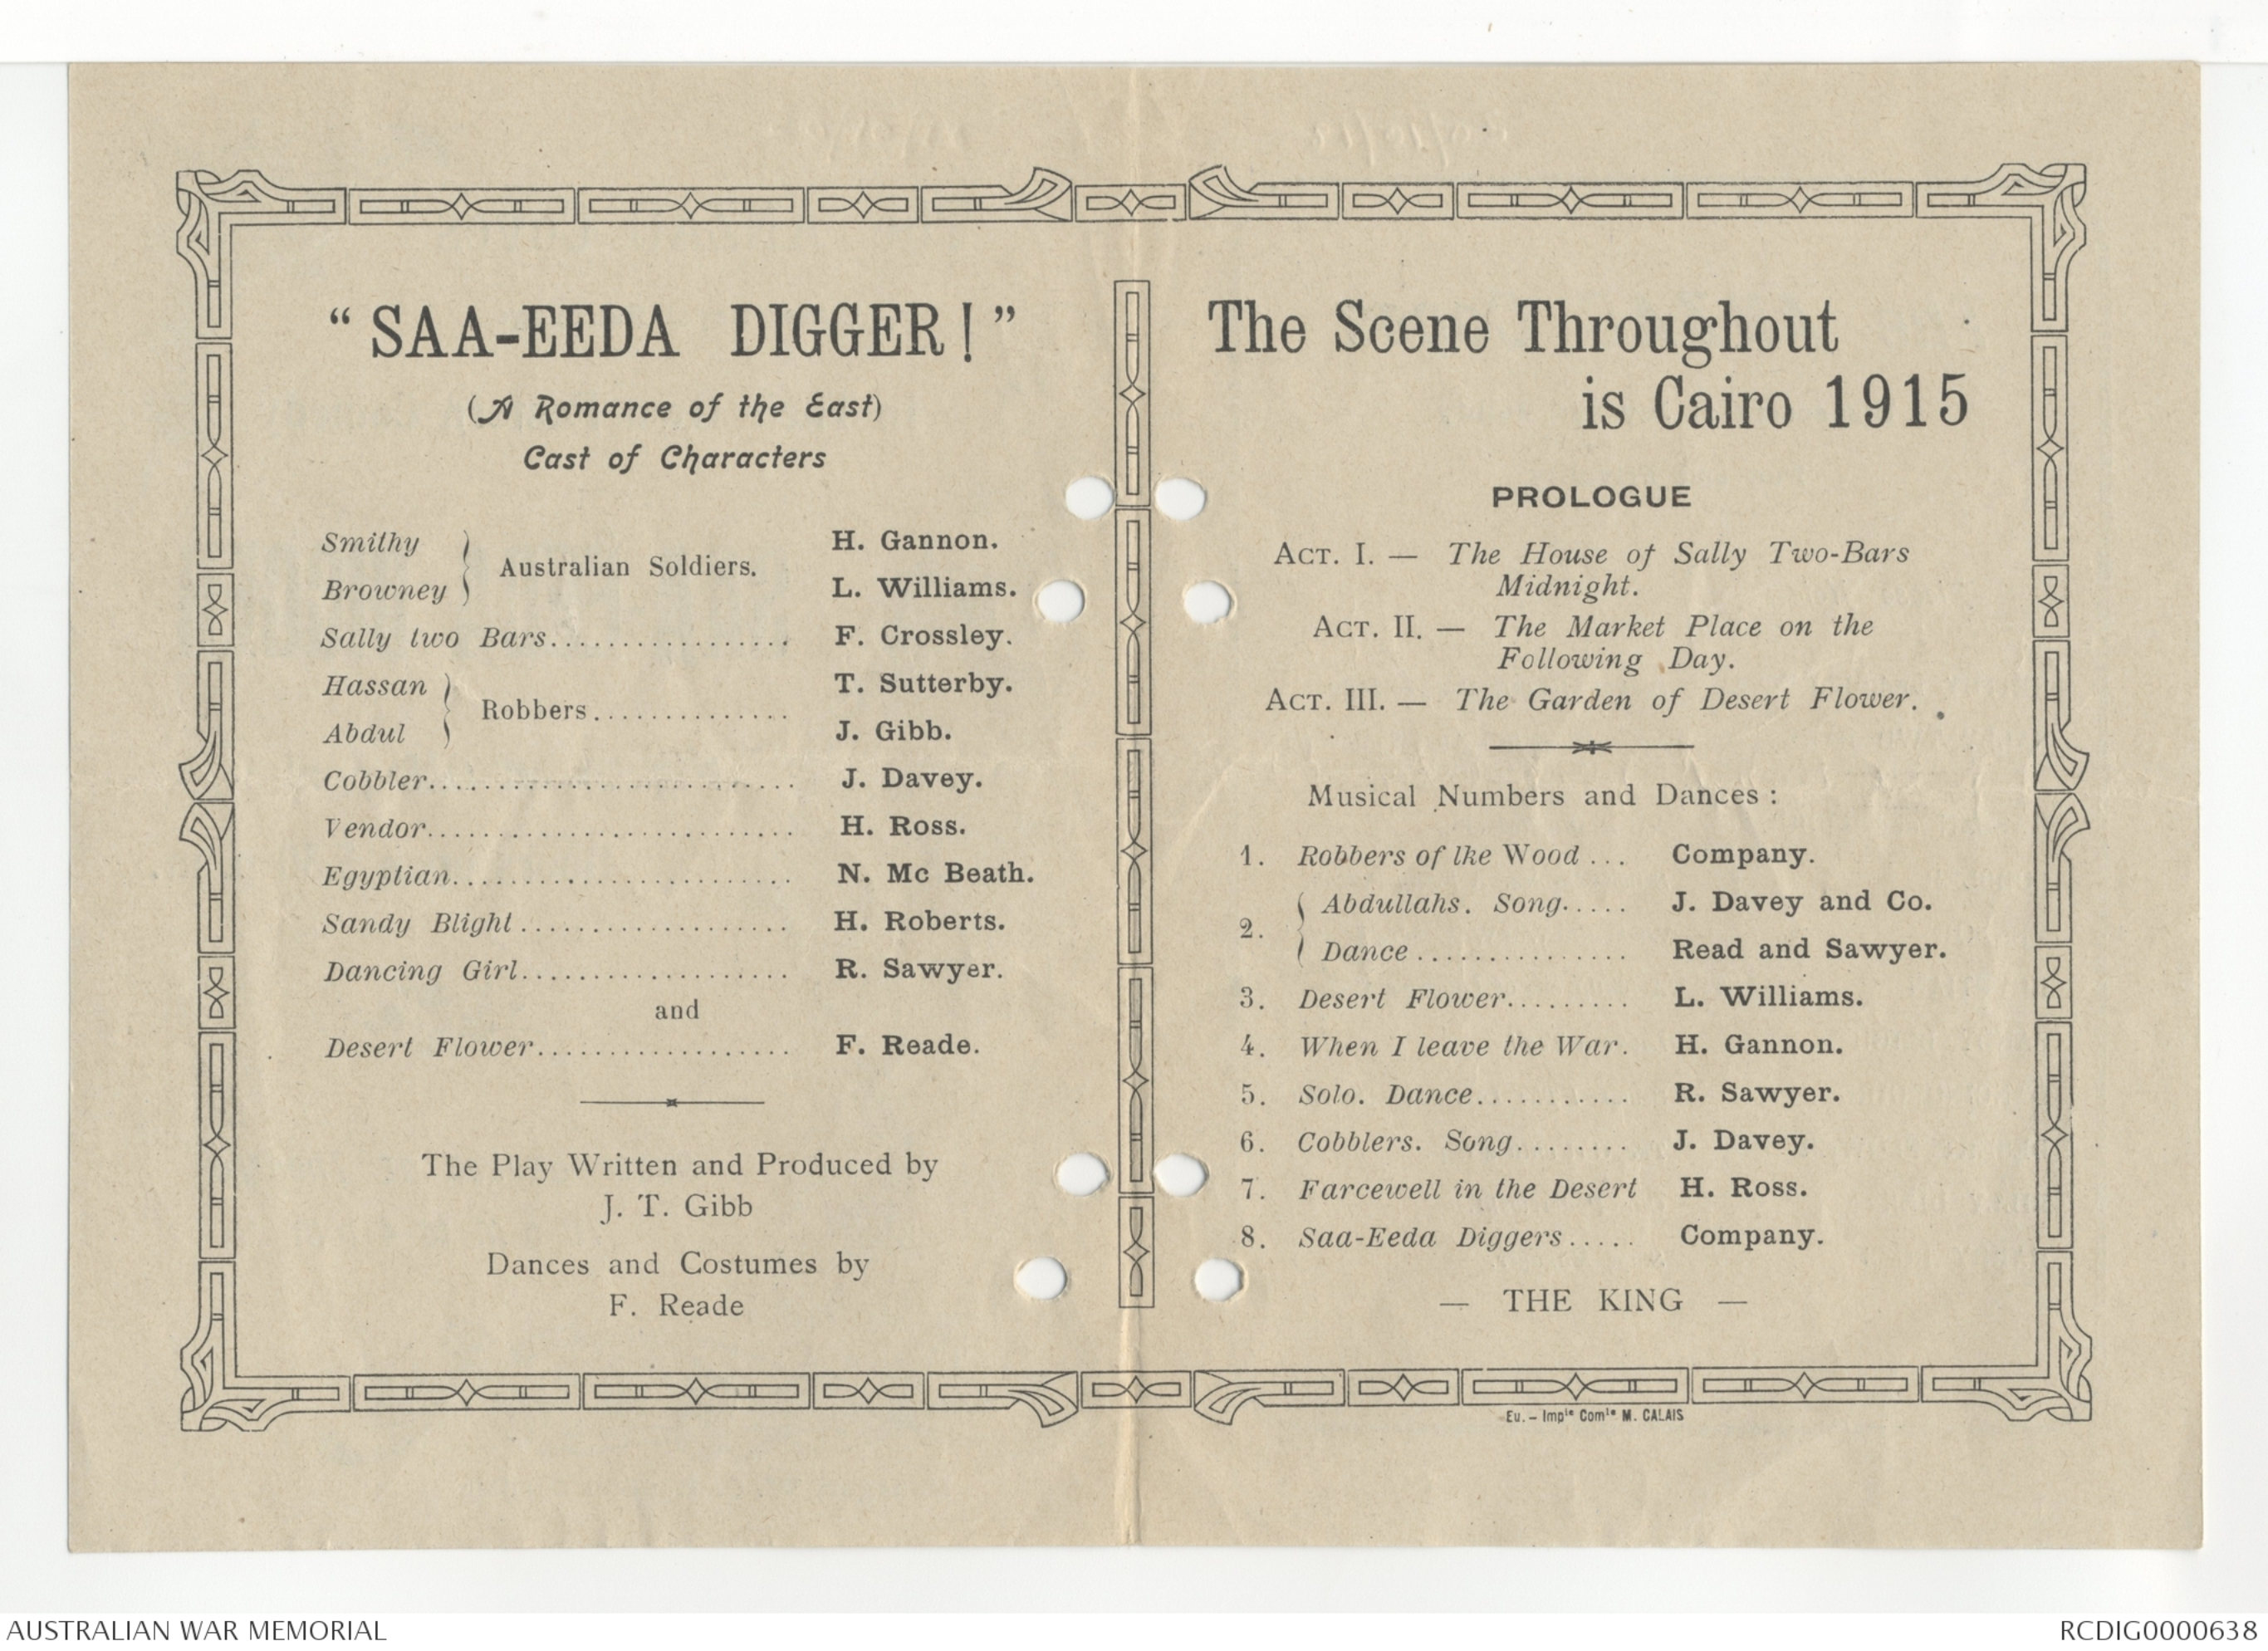 “ SAA-EEDA DIGGER! ”
(A Romance of the East)
Cast of Characters
Smithy
Browney
Australian Soldiers.
H. Gannon.
L. Williams.
Sally two Bars................. F. Crossley.
Hassan
Abdul
Robbers..............
T. Sutterby.
J. Gibb.
Cobbler.......................... J. Davey.
Vendor.......................... H. Ross.
Egyptian........................ N. Mc Beath.
Sandy Blight ................... H. Roberts.
Dancing Girl................... R. Sawyer.
and
Desert Flower.................. F. Reade.
The Play Written and Produced by
J. T. Gibb
Dances and Costumes by
F. Reade
The Scene Throughout
is Cairo 1915
PROLOGUE
ACT. I. — The House of Sally Two-Bars
Midnight.
ACT. II. — The Market Place on the
Following Day.
ACT. III. — The Garden of Desert Flower.
Musical Numbers and Dances :
1. Robbers of lke Wood ... Company.
2. Abdullahs. Song..... J. Davey and Co.
Dance............... Read and Sawyer.
3. Desert Flower......... L. Williams.
4. When I leave the War. H. Gannon.
5. Solo. Dance........... R. Sawyer.
6. Cobblers. Song........ J. Davey.
7. Farcewell in the Desert H. Ross.
8. Saa-Eeda Diggers..... Company.
— THE KING —
Eu. – Impie Comle M. CALAIS
AUSTRALIAN WAR MEMORIAL
RCDIG0000638